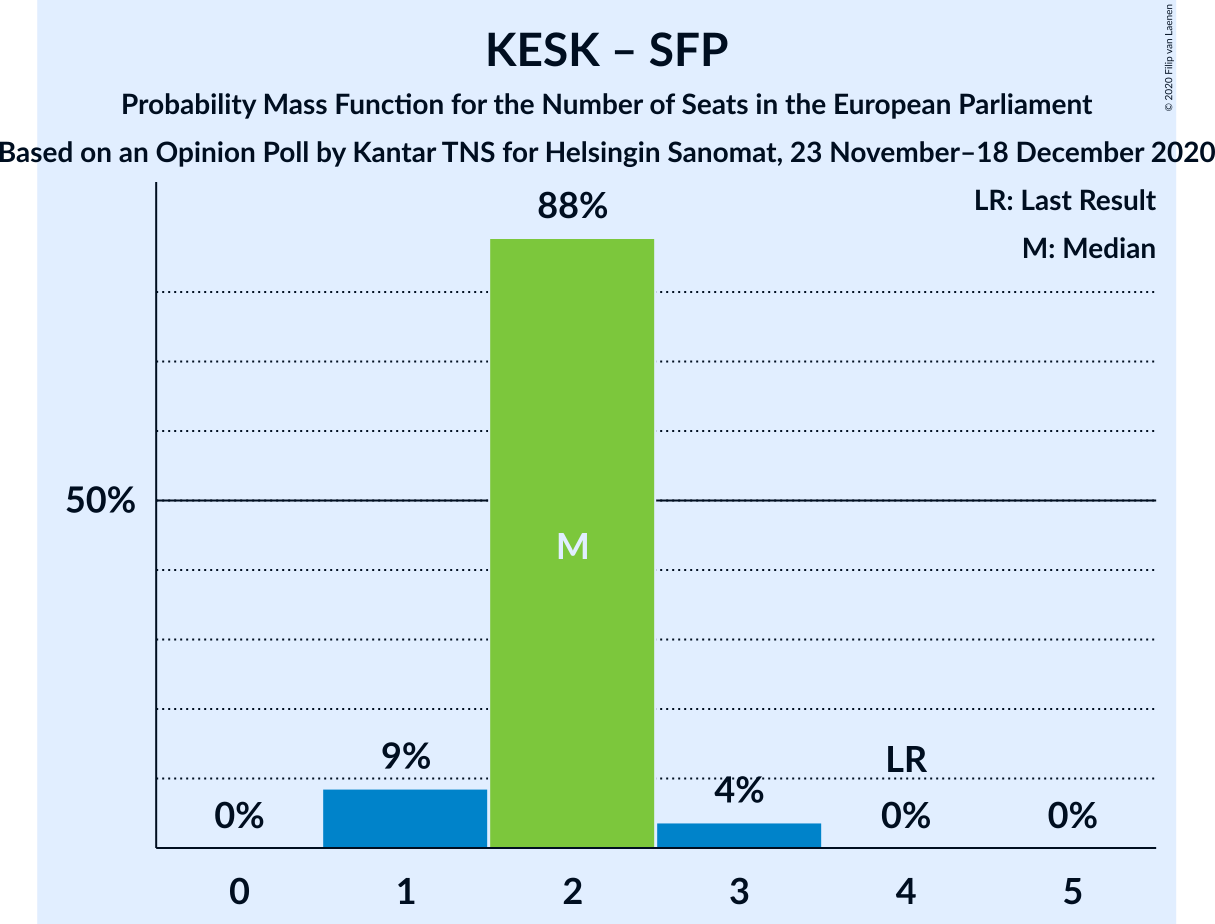 KESK – SFP
Probability Mass Function for the Number of Seats in the European Parliament
Based on an Opinion Poll by Kantar TNS for Helsingin Sanomat, 23 November–18 December 2020
© 2020 Filip van Laenen
LR: Last Result
M: Median
88%
50%
M
9%
LR
4%
0%
0%
0%
0 1 2 3 4 5